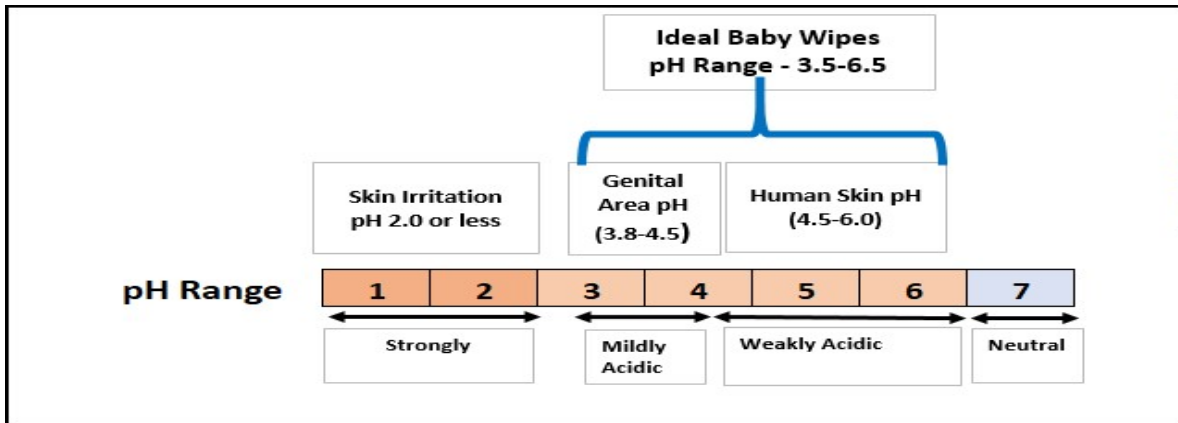 Ideal Baby Wipes
pH Range - 3.5-6.5
Skin Irritation
pH 2.0 or less
Genital
Area pH
(3.8-4.5)
Human Skin pH
(4.5-6.0)
pH Range
1 2 3 4 5 6 7
Strongly
Mildly
Acidic
Weakly Acidic
Neutral